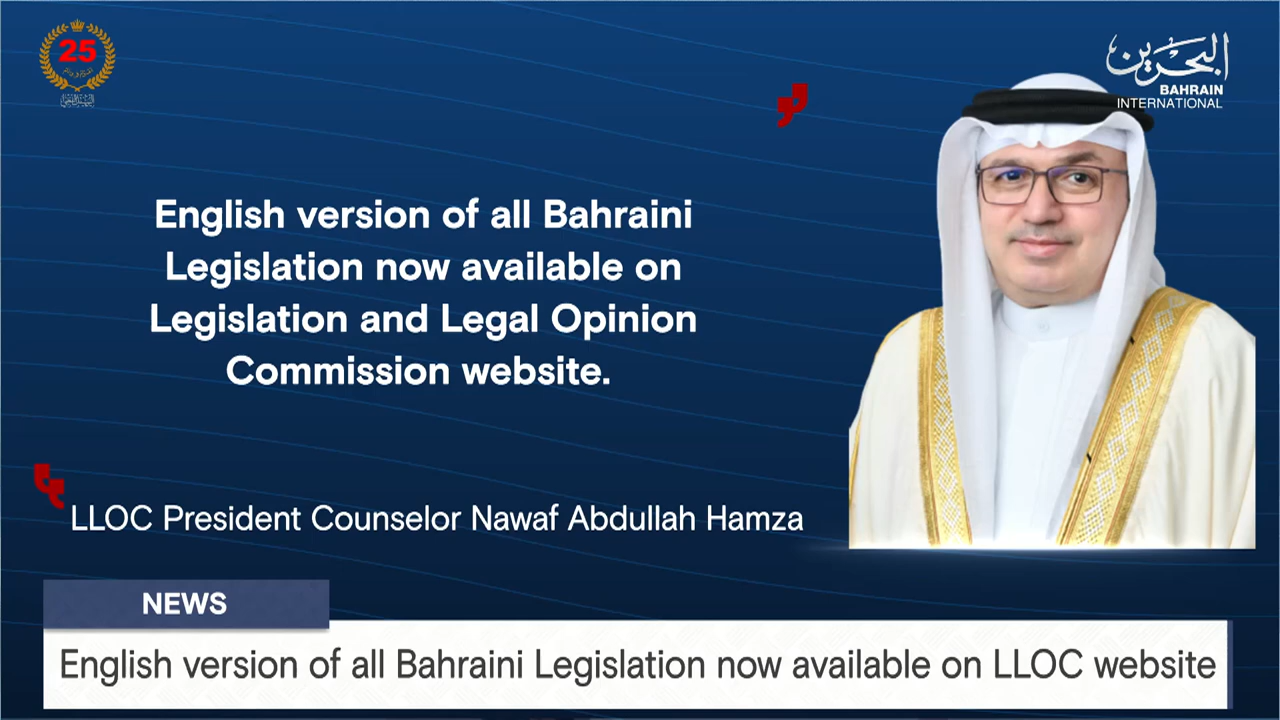 25
البحرين
BAHRAIN
INTERNATIONAL
English version of all Bahraini
Legislation now available on
Legislation and Legal Opinion
Commission website.
LLOC President Counselor Nawaf Abdullah Hamza
NEWS
English version of all Bahraini Legislation now available on LLOC website